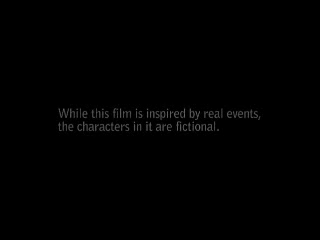 While this film is inspired by real events,
the characters in it are fictional.